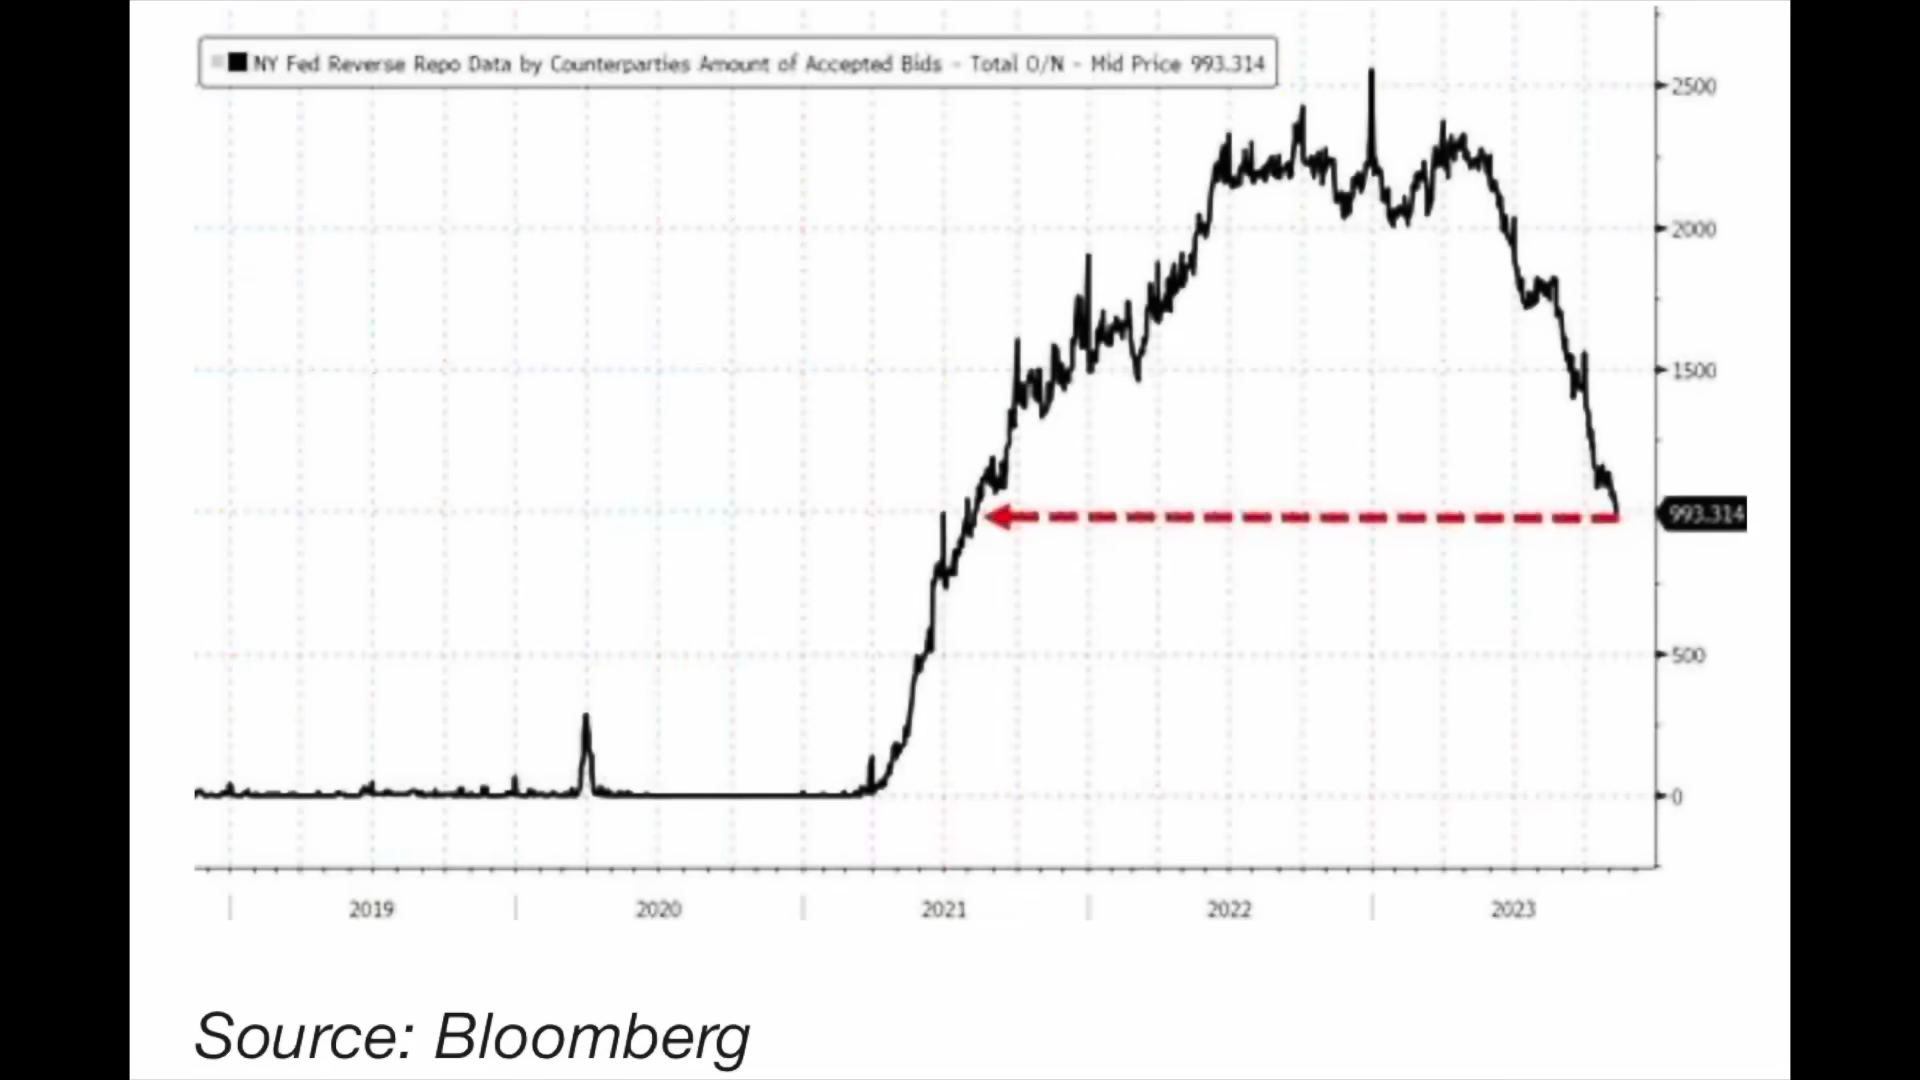 NY Fed Reverse Repo Data by Counterparties Amount of Accepted Bids - Total O/N - Mid Price 993.314
2500
2000
1500
993.314
500
0
2019 2020 2021 2022 2023
Source: Bloomberg